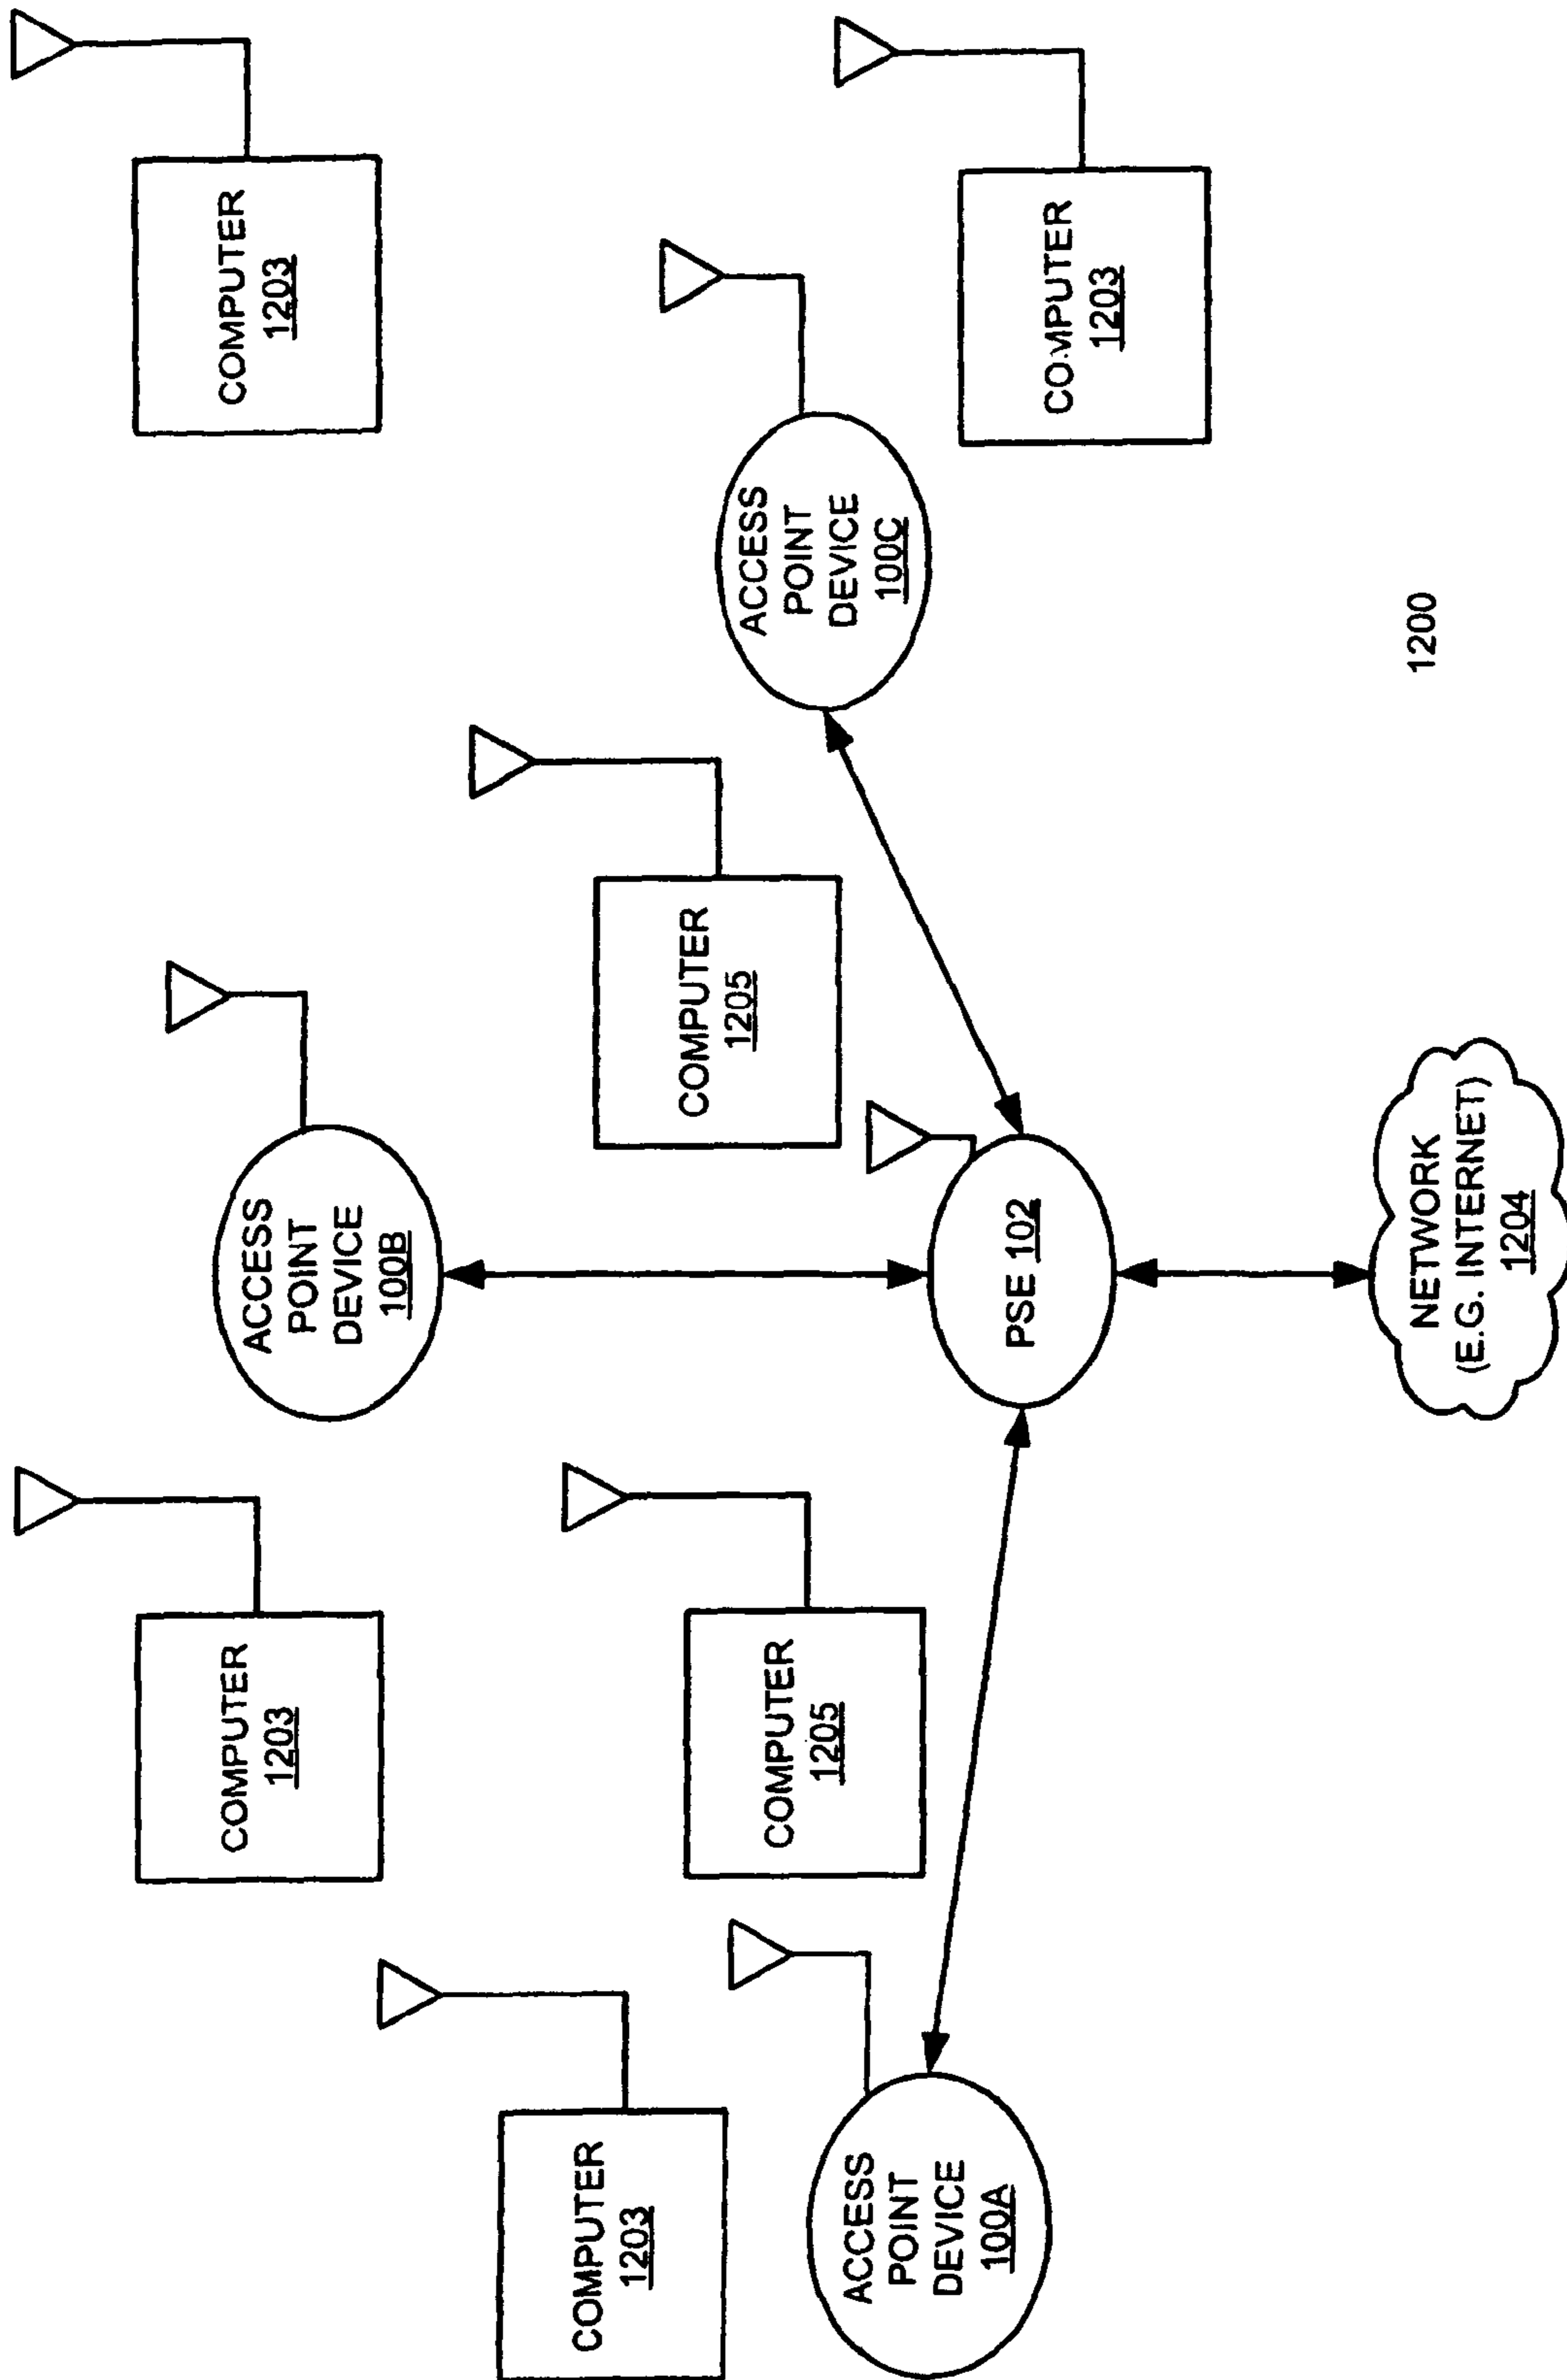 COMPUTER
1203
COMPUTER
1203
ACCESS
POINT
DEVICE
100B
COMPUTER
1203
COMPUTER
1205
COMPUTER
1205
ACCESS
POINT
DEVICE
100A
ACCESS
POINT
DEVICE
100C
COMPUTER
1203
PSE 102
NETWORK
(E.G. INTERNET)
1204
1200